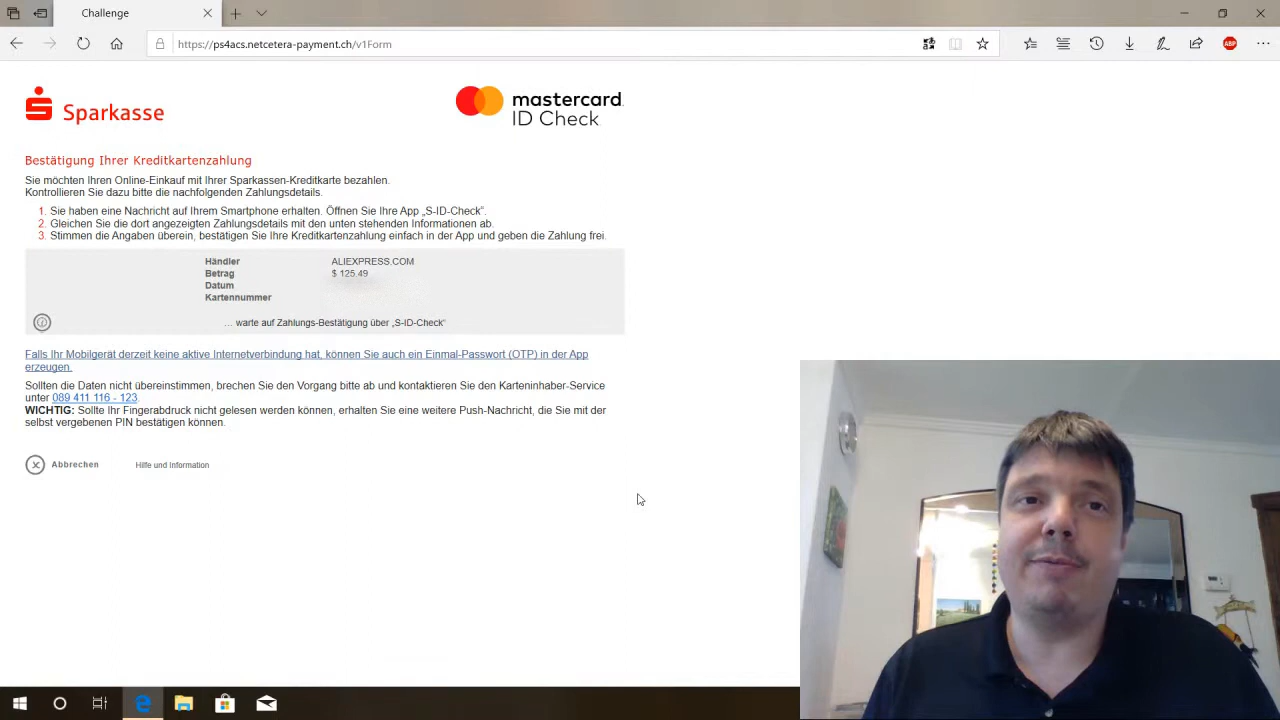 Challenge
https://ps4acs.netcetera-payment.ch/v1Form
ABP
Sparkasse
mastercard.
ID Check
Bestätigung Ihrer Kreditkartenzahlung
Sie möchten Ihren Online-Einkauf mit Ihrer Sparkassen-Kreditkarte bezahlen.
Kontrollieren Sie dazu bitte die nachfolgenden Zahlungsdetails.
1. Sie haben eine Nachricht auf Ihrem Smartphone erhalten. Öffnen Sie Ihre App „S-ID-Check“.
2. Gleichen Sie die dort angezeigten Zahlungsdetails mit den unten stehenden Informationen ab.
3. Stimmen die Angaben überein, bestätigen Sie Ihre Kreditkartenzahlung einfach in der App und geben die Zahlung frei.
Händler ALIEXPRESS.COM
Betrag $ 125.49
Datum
Kartennummer
... warte auf Zahlungs-Bestätigung über „S-ID-Check“
Falls Ihr Mobilgerät derzeit keine aktive Internetverbindung hat, können Sie auch ein Einmal-Passwort (OTP) in der App
erzeugen.
Sollten die Daten nicht übereinstimmen, brechen Sie den Vorgang bitte ab und kontaktieren Sie den Karteninhaber-Service
unter 089 411 116 - 123.
WICHTIG: Sollte Ihr Fingerabdruck nicht gelesen werden können, erhalten Sie eine weitere Push-Nachricht, die Sie mit der
selbst vergebenen PIN bestätigen können.
Abbrechen Hilfe und Information